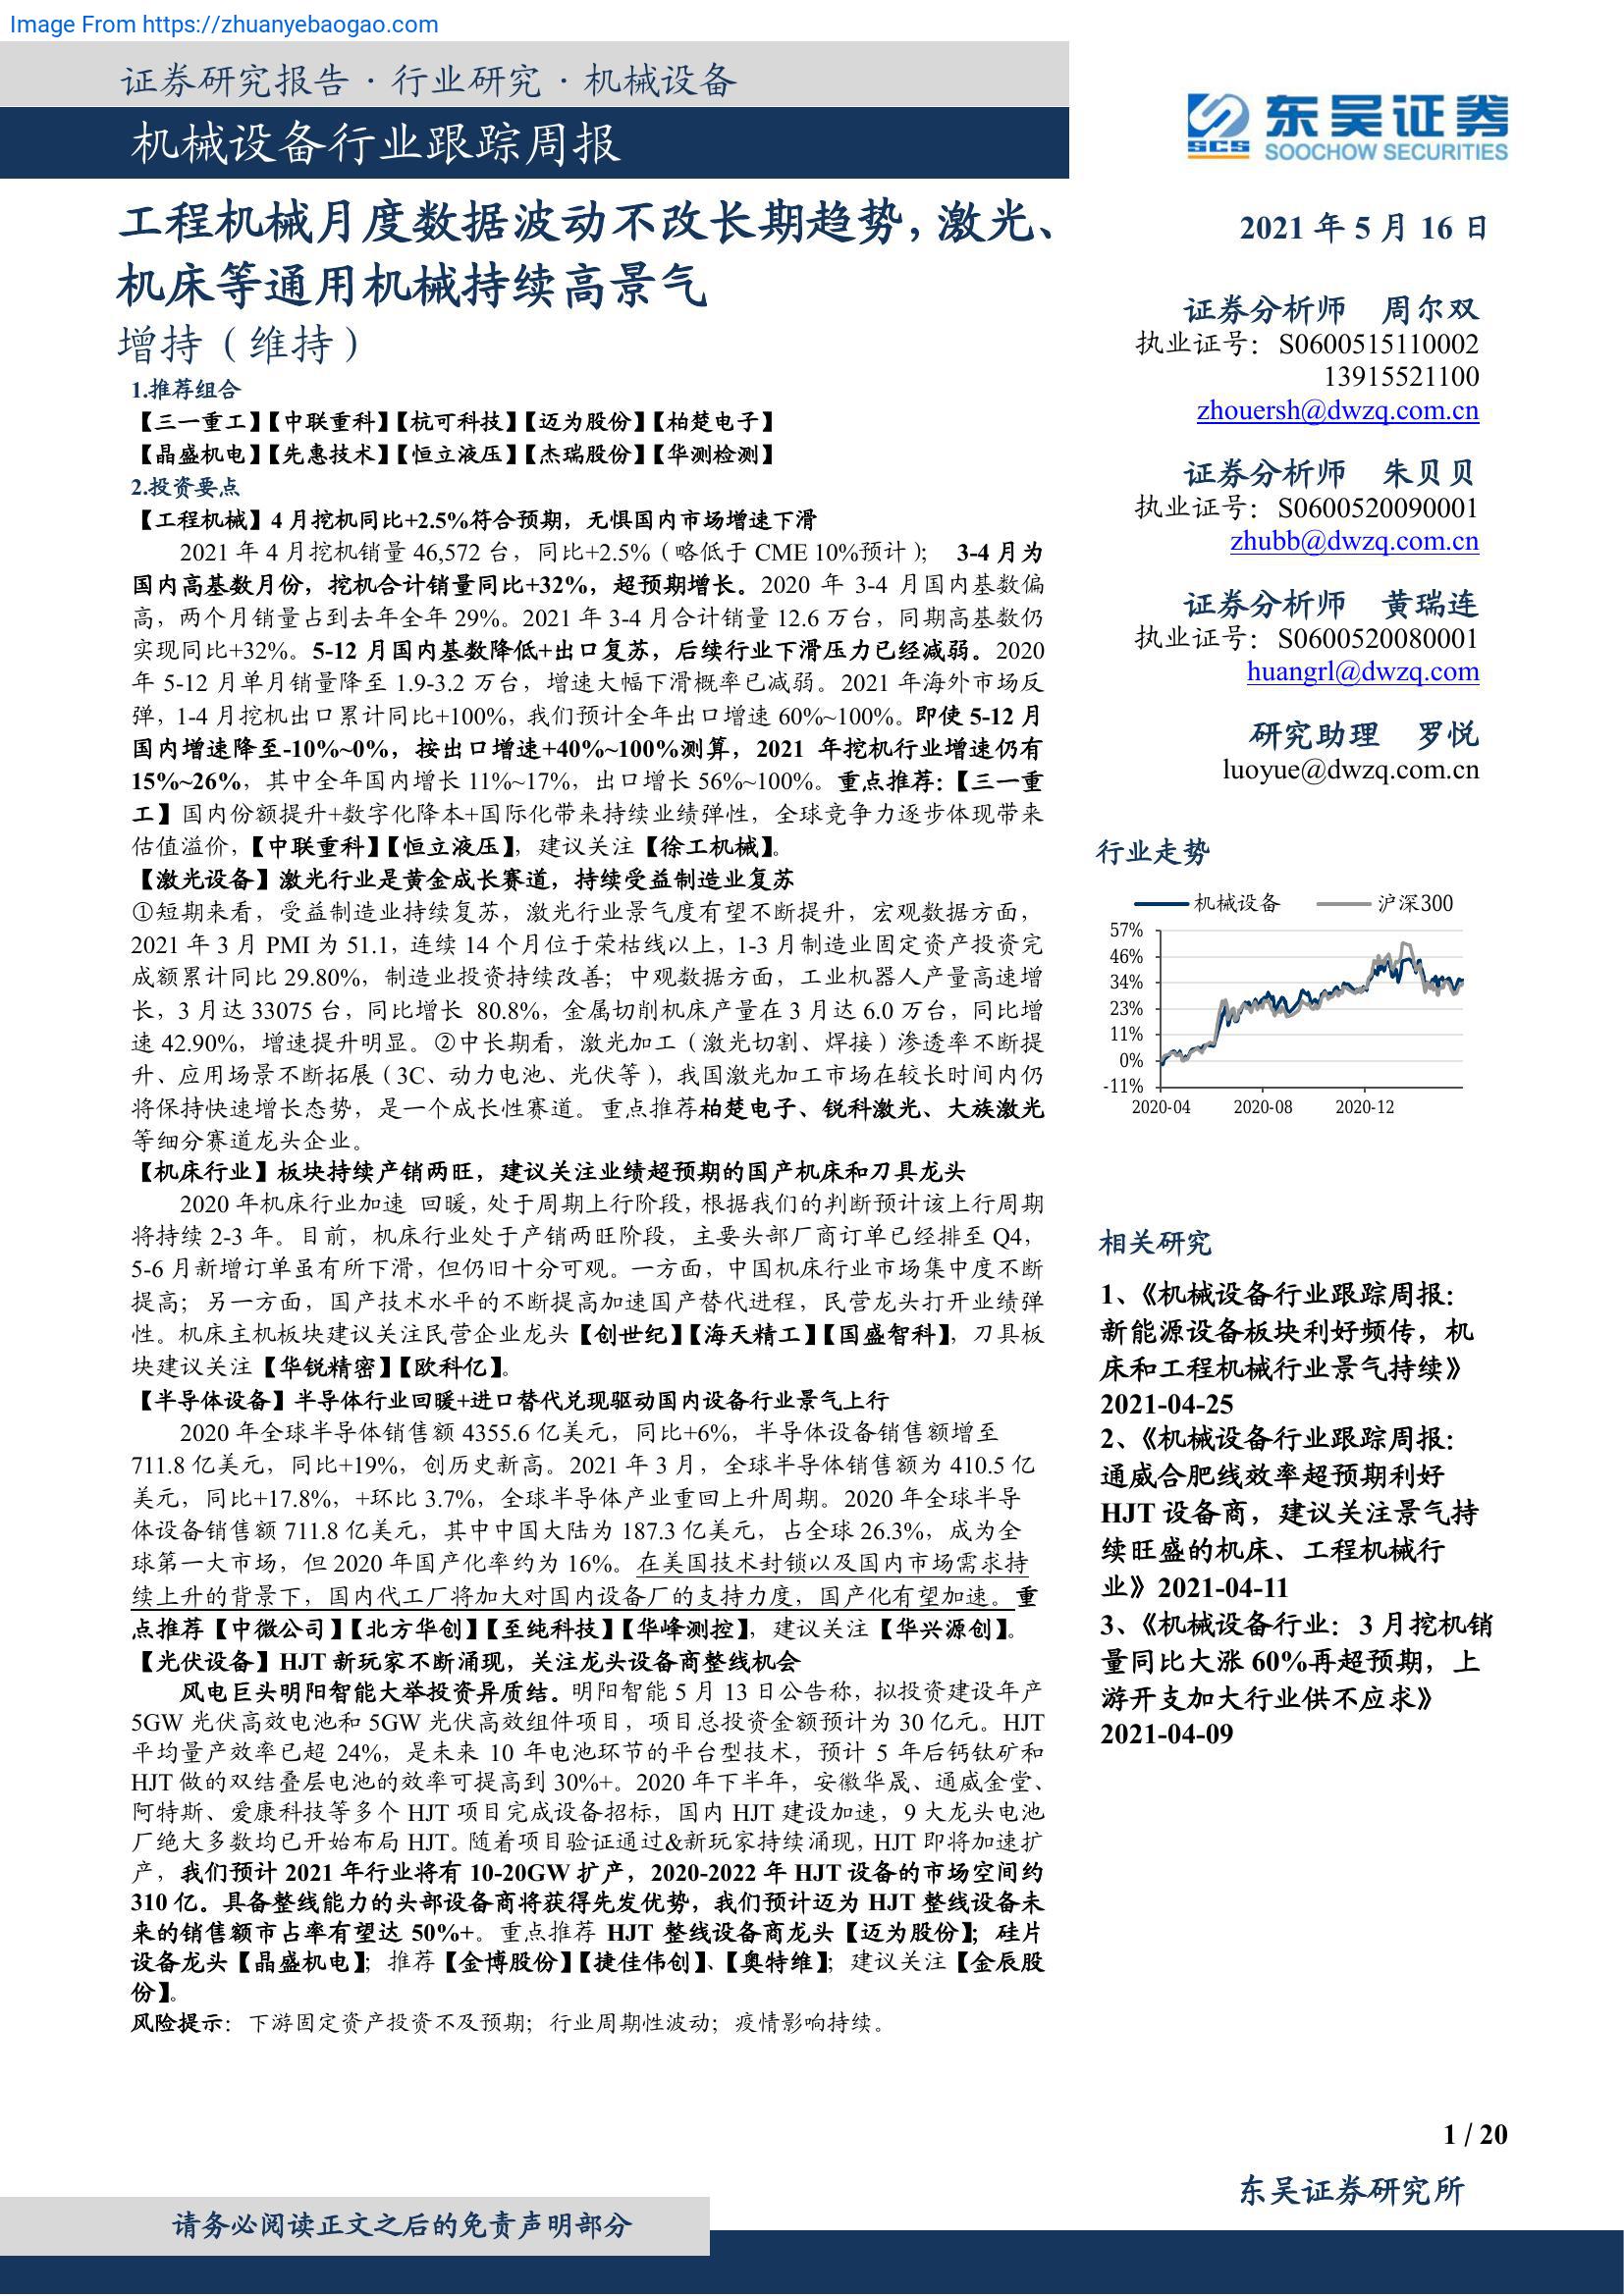 Image From https://zhuanyebaogao.com
证券研究报告·行业研究·机械设备
机械设备行业跟踪周报
东吴证券
SCS
SOOCHOW SECURITIES
工程机械月度数据波动不改长期趋势，激光、
机床等通用机械持续高景气
增持（维持）
1.推荐组合
【三一重工】【中联重科】【杭可科技】【迈为股份】【柏楚电子】
【晶盛机电】【先惠技术】【恒立液压】【杰瑞股份】【华测检测】
2.投资要点
【工程机械】4 月挖机同比+2.5%符合预期，无惧国内市场增速下滑
2021 年 4 月挖机销量 46,572 台，同比+2.5%（略低于 CME 10%预计）； 3-4 月为
国内高基数月份，挖机合计销量同比+32%，超预期增长。2020 年 3-4 月国内基数偏
高，两个月销量占到去年全年 29%。2021 年 3-4 月合计销量 12.6 万台，同期高基数仍
实现同比+32%。5-12 月国内基数降低+出口复苏，后续行业下滑压力已经减弱。2020
年 5-12 月单月销量降至 1.9-3.2 万台，增速大幅下滑概率已减弱。2021 年海外市场反
弹，1-4 月挖机出口累计同比+100%，我们预计全年出口增速 60%~100%。即使 5-12 月
国内增速降至-10%~0%，按出口增速+40%~100%测算，2021 年挖机行业增速仍有
15%~26%，其中全年国内增长 11%~17%，出口增长 56%~100%。重点推荐：【三一重
工】国内份额提升+数字化降本+国际化带来持续业绩弹性，全球竞争力逐步体现带来
估值溢价，【中联重科】【恒立液压】，建议关注【徐工机械】。
【激光设备】激光行业是黄金成长赛道，持续受益制造业复苏
①短期来看，受益制造业持续复苏，激光行业景气度有望不断提升，宏观数据方面，
2021 年 3 月 PMI 为 51.1，连续 14 个月位于荣枯线以上，1-3 月制造业固定资产投资完
成额累计同比 29.80%，制造业投资持续改善；中观数据方面，工业机器人产量高速增
长，3 月达 33075 台，同比增长 80.8%，金属切削机床产量在 3 月达 6.0 万台，同比增
速 42.90%，增速提升明显。②中长期看，激光加工（激光切割、焊接）渗透率不断提
升、应用场景不断拓展（3C、动力电池、光伏等），我国激光加工市场在较长时间内仍
将保持快速增长态势，是一个成长性赛道。重点推荐柏楚电子、锐科激光、大族激光
等细分赛道龙头企业。
【机床行业】板块持续产销两旺，建议关注业绩超预期的国产机床和刀具龙头
2020 年机床行业加速 回暖，处于周期上行阶段，根据我们的判断预计该上行周期
将持续 2-3 年。目前，机床行业处于产销两旺阶段，主要头部厂商订单已经排至 Q4，
5-6 月新增订单虽有所下滑，但仍旧十分可观。一方面，中国机床行业市场集中度不断
提高；另一方面，国产技术水平的不断提高加速国产替代进程，民营龙头打开业绩弹
性。机床主机板块建议关注民营企业龙头【创世纪】【海天精工】【国盛智科】，刀具板
块建议关注【华锐精密】【欧科亿】。
【半导体设备】半导体行业回暖+进口替代兑现驱动国内设备行业景气上行
2020 年全球半导体销售额 4355.6 亿美元，同比+6%，半导体设备销售额增至
711.8 亿美元，同比+19%，创历史新高。2021 年 3 月，全球半导体销售额为 410.5 亿
美元，同比+17.8%，+环比 3.7%，全球半导体产业重回上升周期。2020 年全球半导
体设备销售额 711.8 亿美元，其中中国大陆为 187.3 亿美元，占全球 26.3%，成为全
球第一大市场，但 2020 年国产化率约为 16%。在美国技术封锁以及国内市场需求持
续上升的背景下，国内代工厂将加大对国内设备厂的支持力度，国产化有望加速。重
点推荐【中微公司】【北方华创】【至纯科技】【华峰测控】，建议关注【华兴源创】。
【光伏设备】HJT 新玩家不断涌现，关注龙头设备商整线机会
风电巨头明阳智能大举投资异质结。明阳智能 5 月 13 日公告称，拟投资建设年产
5GW 光伏高效电池和 5GW 光伏高效组件项目，项目总投资金额预计为 30 亿元。HJT
平均量产效率已超 24%，是未来 10 年电池环节的平台型技术，预计 5 年后钙钛矿和
HJT 做的双结叠层电池的效率可提高到 30%+。2020 年下半年，安徽华晟、通威金堂、
阿特斯、爱康科技等多个 HJT 项目完成设备招标，国内 HJT 建设加速，9 大龙头电池
厂绝大多数均已开始布局 HJT。随着项目验证通过&新玩家持续涌现，HJT 即将加速扩
产，我们预计 2021 年行业将有 10-20GW 扩产，2020-2022 年 HJT 设备的市场空间约
310 亿。具备整线能力的头部设备商将获得先发优势，我们预计迈为 HJT 整线设备未
来的销售额市占率有望达 50%+。重点推荐 HJT 整线设备商龙头【迈为股份】；硅片
设备龙头【晶盛机电】；推荐【金博股份】【捷佳伟创】、【奥特维】；建议关注【金辰股
份】。
风险提示：下游固定资产投资不及预期；行业周期性波动；疫情影响持续。
2021 年 5 月 16 日
证券分析师 周尔双
执业证号：S0600515110002
13915521100
zhouersh@dwzq.com.cn
证券分析师 朱贝贝
执业证号：S0600520090001
zhubb@dwzq.com.cn
证券分析师 黄瑞连
执业证号：S0600520080001
huangrl@dwzq.com
研究助理 罗悦
luoyue@dwzq.com.cn
行业走势
机械设备 沪深300
57%
46%
34%
23%
11%
0%
-11%
2020-04 2020-08 2020-12
相关研究
1、《机械设备行业跟踪周报：
新能源设备板块利好频传，机
床和工程机械行业景气持续》
2021-04-25
2、《机械设备行业跟踪周报：
通威合肥线效率超预期利好
HJT 设备商，建议关注景气持
续旺盛的机床、工程机械行
业》2021-04-11
3、《机械设备行业：3 月挖机销
量同比大涨 60%再超预期，上
游开支加大行业供不应求》
2021-04-09
1 / 20
东吴证券研究所
请务必阅读正文之后的免责声明部分